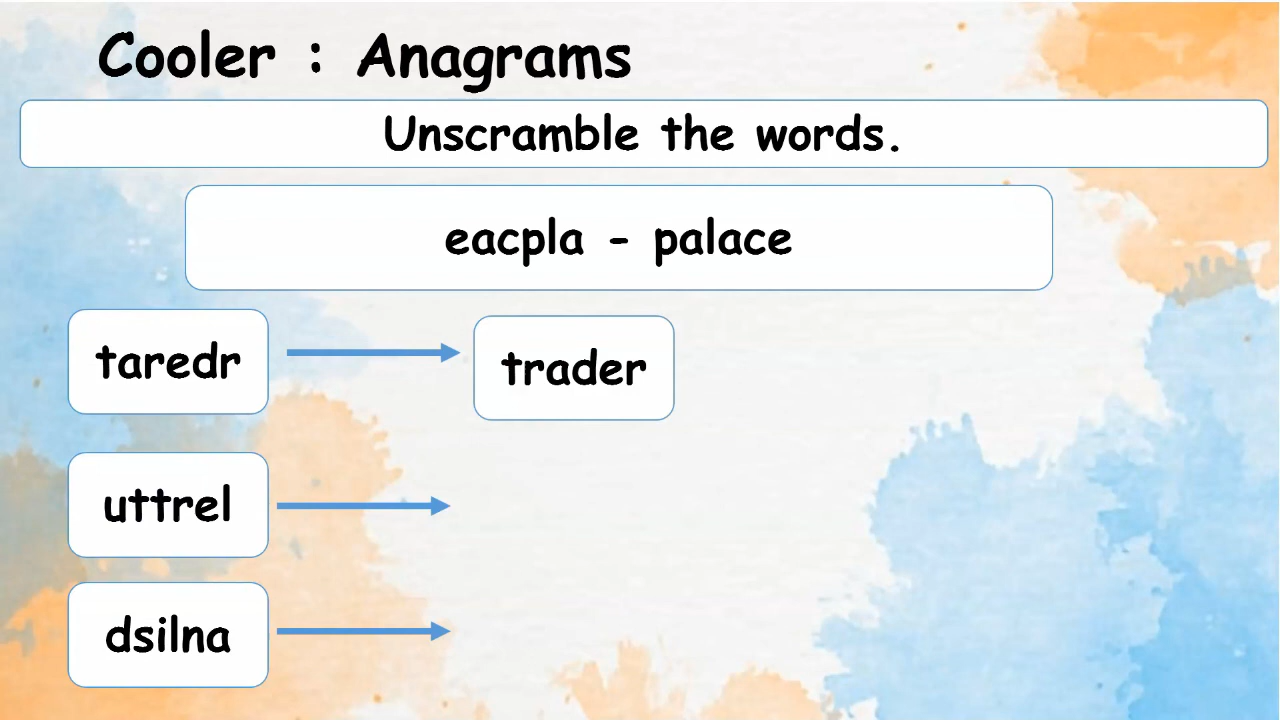 Cooler : Anagrams
Unscramble the words.
eacpla - palace
taredr
trader
uttrel
dsilna